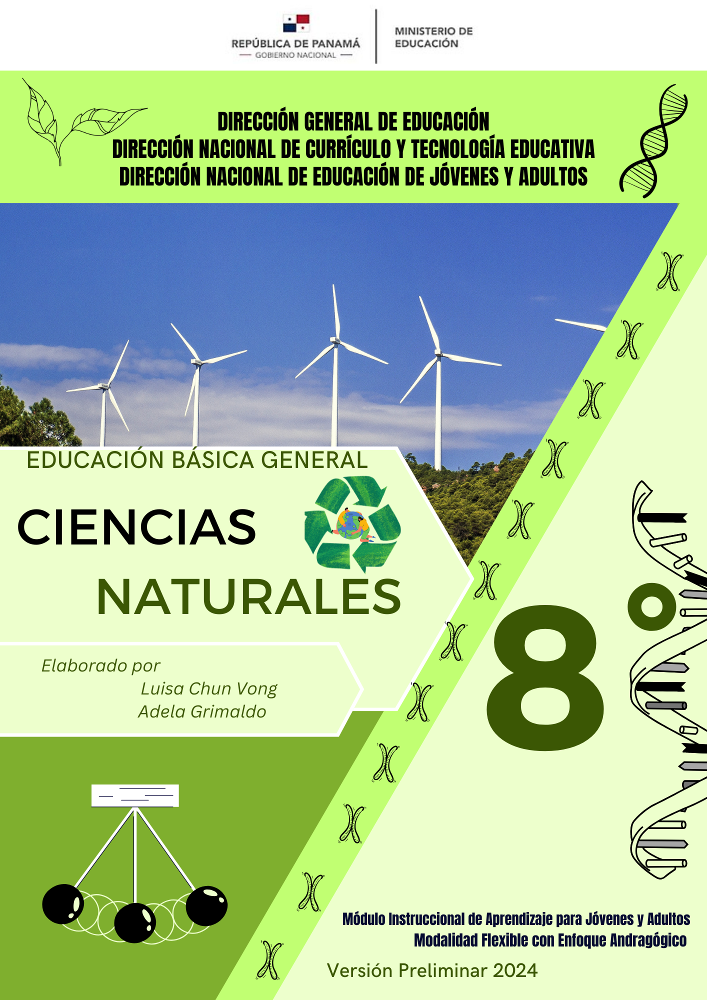 REPÚBLICA DE PANAMÁ
GOBIERNO NACIONAL
MINISTERIO DE
EDUCACIÓN
DIRECCIÓN GENERAL DE EDUCACIÓN
DIRECCIÓN NACIONAL DE CURRÍCULO Y TECNOLOGÍA EDUCATIVA
DIRECCIÓN NACIONAL DE EDUCACIÓN DE JÓVENES Y ADULTOS
EDUCACIÓN BÁSICA GENERAL
CIENCIAS
NATURALES
8°
Elaborado por
Luisa Chun Vong
Adela Grimaldo
Módulo Instruccional de Aprendizaje para Jóvenes y Adultos
Modalidad Flexible con Enfoque Andragógico
Versión Preliminar 2024